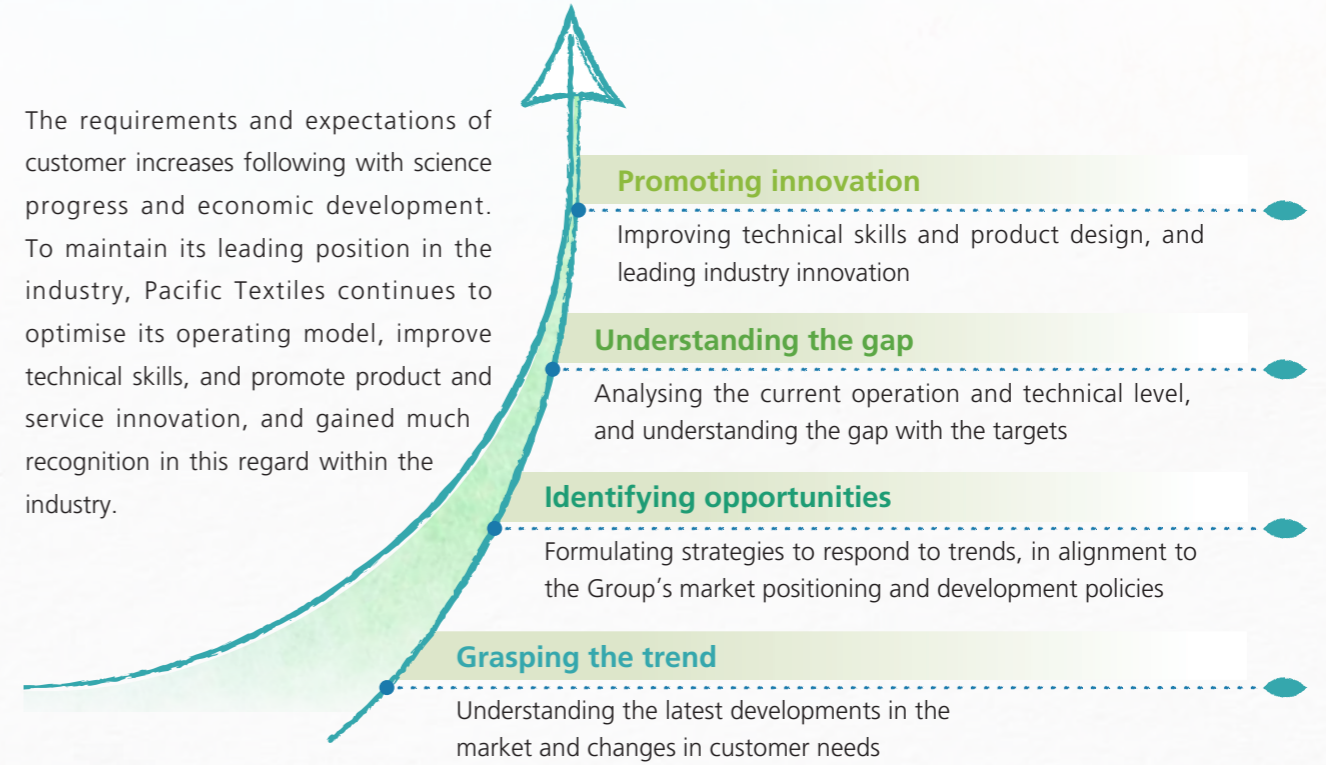 The requirements and expectations of
customer increases following with science
progress and economic development.
To maintain its leading position in the
industry, Pacific Textiles continues to
optimise its operating model, improve
technical skills, and promote product and
service innovation, and gained much
recognition in this regard within the
industry.
Promoting innovation
Improving technical skills and product design, and
leading industry innovation
Understanding the gap
Analysing the current operation and technical level,
and understanding the gap with the targets
Identifying opportunities
Formulating strategies to respond to trends, in alignment to
the Group’s market positioning and development policies
Grasping the trend
Understanding the latest developments in the
market and changes in customer needs